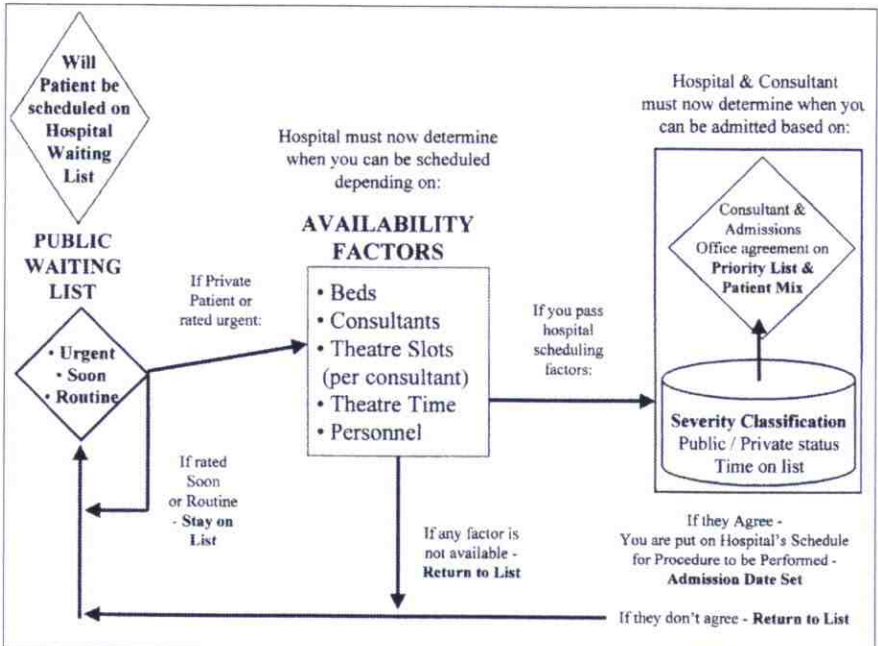 Will
Patient be
scheduled on
Hospital
Waiting
List
PUBLIC
WAITING
LIST
• Urgent
• Soon
• Routine
If Private
Patient or
rated urgent:
If rated
Soon
or Routine
- Stay on
List
Hospital must now determine
when you can be scheduled
depending on:
AVAILABILITY
FACTORS
• Beds
• Consultants
• Theatre Slots
(per consultant)
• Theatre Time
• Personnel
If any factor is
not available -
Return to List
If you pass
hospital
scheduling
factors:
Hospital & Consultant
must now determine when you
can be admitted based on:
Consultant &
Admissions
Office agreement on
Priority List &
Patient Mix
Severity Classification
Public / Private status
Time on list
If they Agree -
You are put on Hospital's Schedule
for Procedure to be Performed -
Admission Date Set
If they don't agree - Return to List